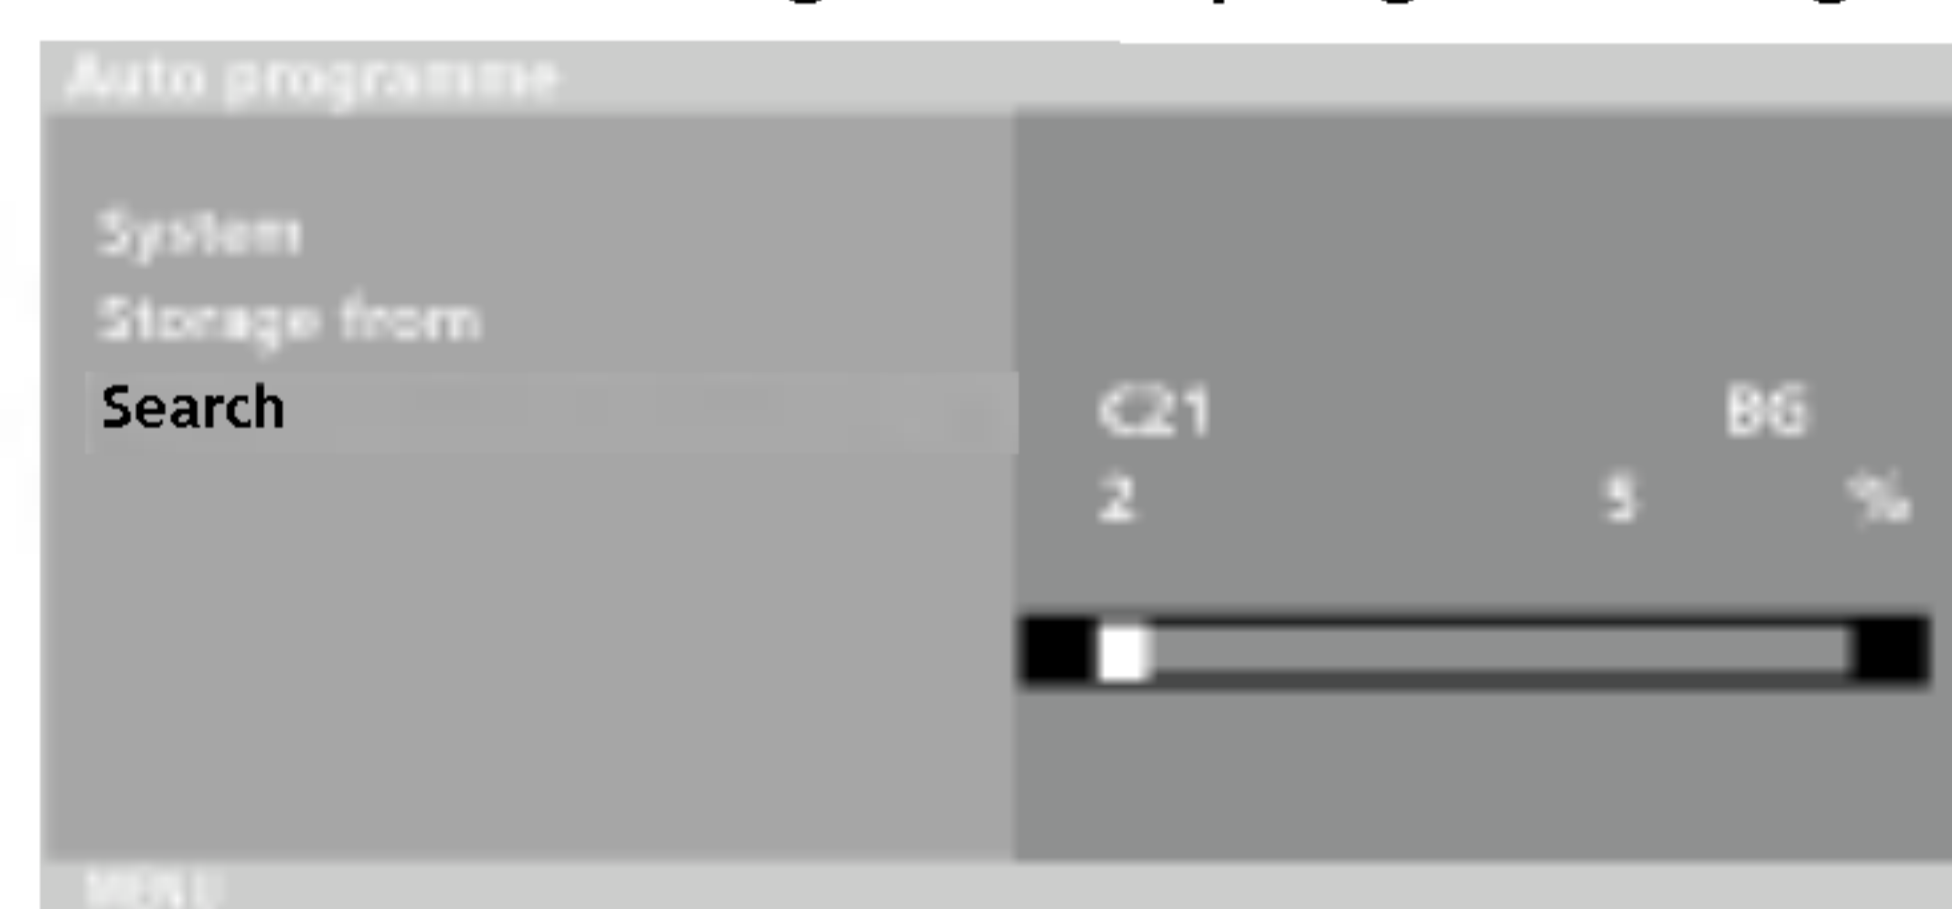 Auto programme
System
Storage from
Search C21 BG
2 5 %
MENU